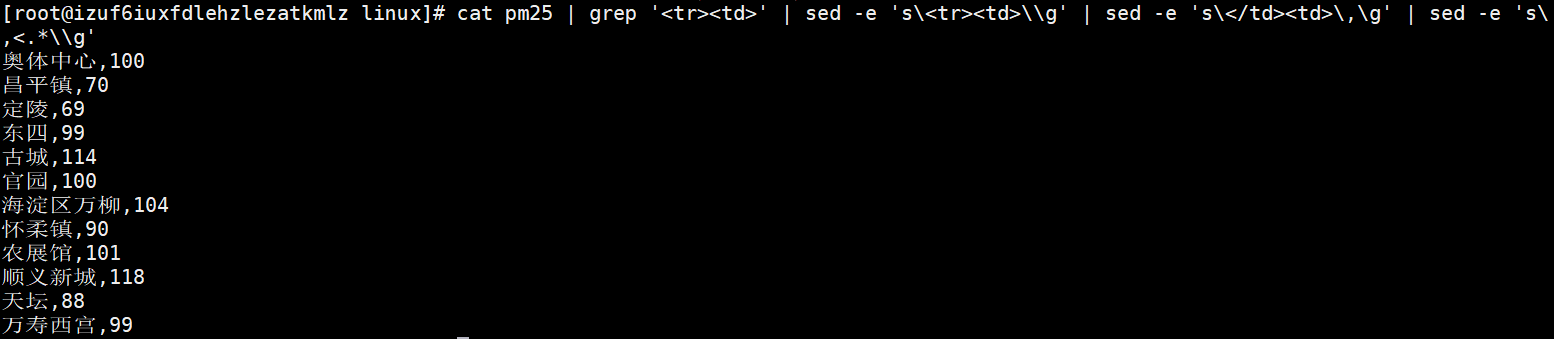 [root@izuf6iuxfdlehzlezatkmlz linux]# cat pm25 | grep '<tr><td>' | sed -e 's\<tr><td>\\g' | sed -e 's\</td><td>\,\g' | sed -e 's\
,<.*\\g'
奥体中心,100
昌平镇,70
定陵,69
东四,99
古城,114
官园,100
海淀区万柳,104
怀柔镇,90
农展馆,101
顺义新城,118
天坛,88
万寿西宫,99